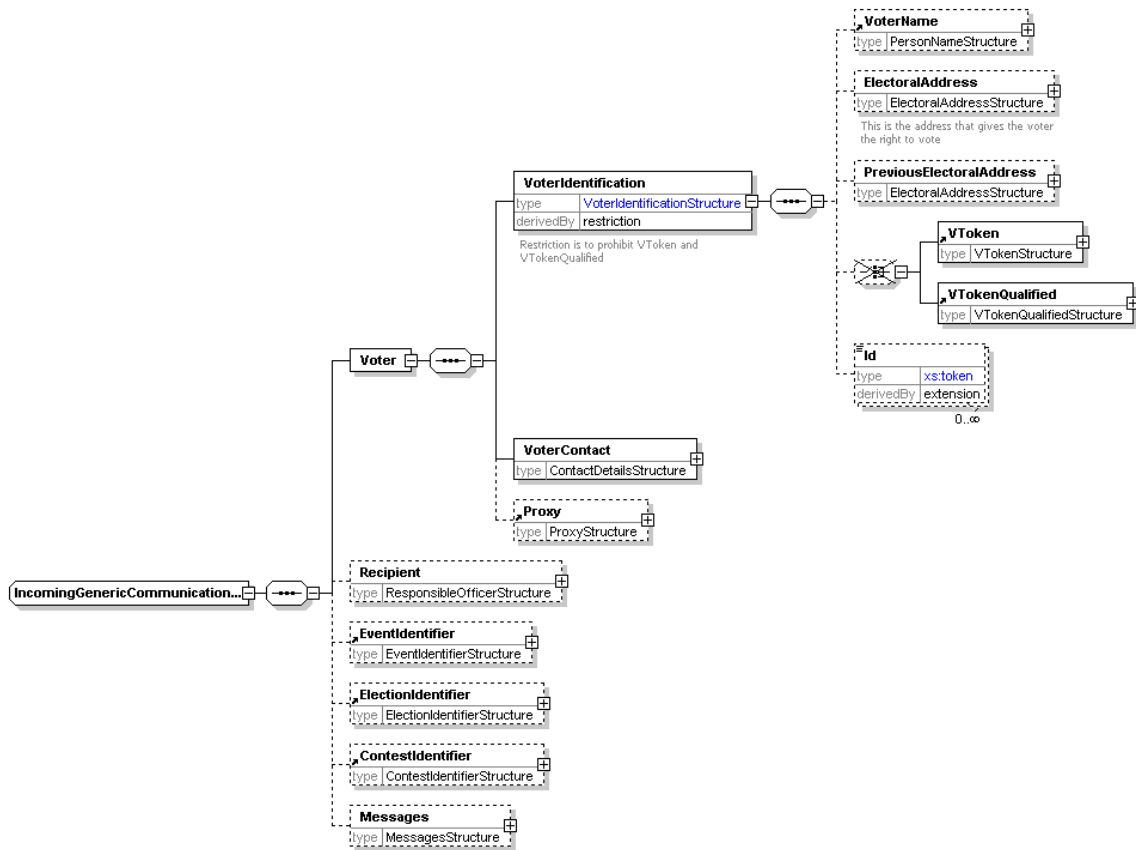 VoterName
type PersonNameStructure
ElectoralAddress
type ElectoralAddressStructure
This is the address that gives the voter
the right to vote
VoterIdentification
type VoterIdentificationStructure
derivedBy restriction
Restriction is to prohibit VToken and
VTokenQualified
PreviousElectoralAddress
type ElectoralAddressStructure
VToken
type VTokenStructure
VTokenQualified
type VTokenQualifiedStructure
Id
type xs:token
derivedBy extension
0..∞
Voter
VoterContact
type ContactDetailsStructure
Proxy
type ProxyStructure
IncomingGenericCommunication...
Recipient
type ResponsibleOfficerStructure
EventIdentifier
type EventIdentifierStructure
ElectionIdentifier
type ElectionIdentifierStructure
ContestIdentifier
type ContestIdentifierStructure
Messages
type MessagesStructure